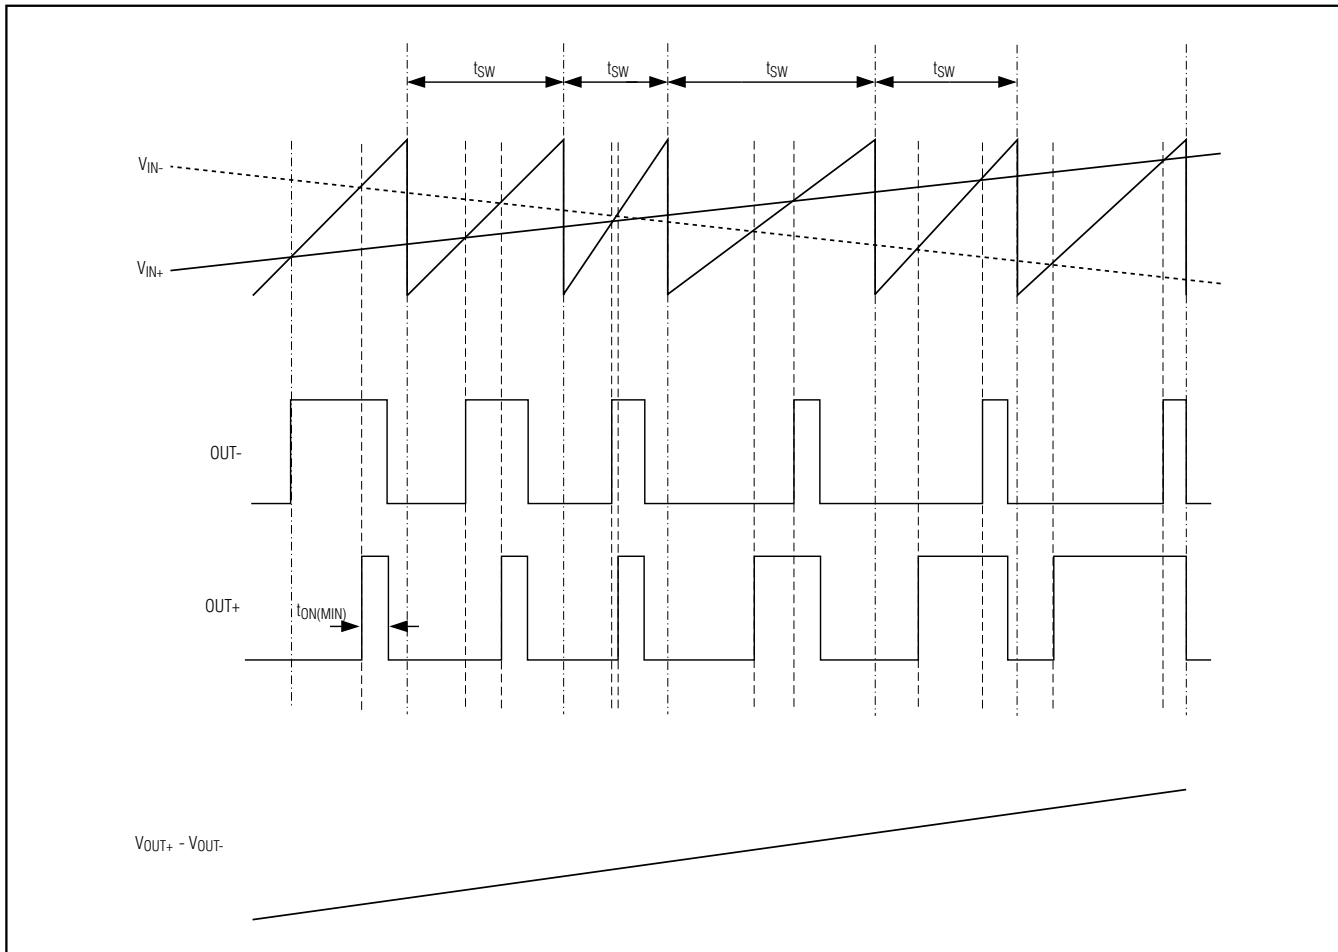 tSW tSW tSW tSW
VIN-
VIN+
OUT-
OUT+
tON(MIN)
VOUT+ - VOUT-